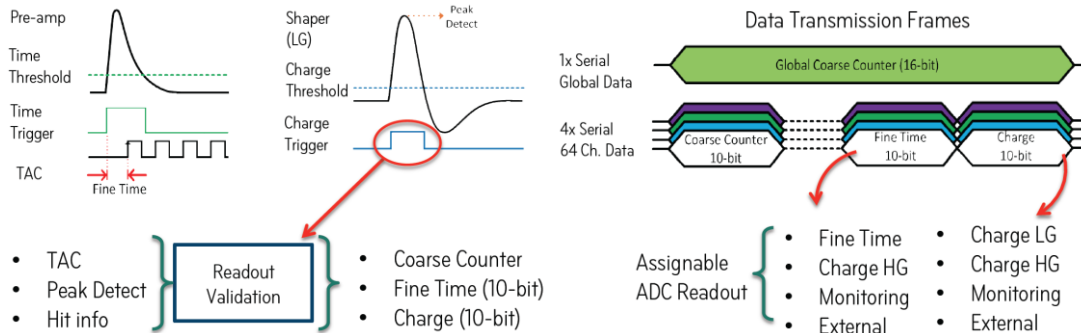 Pre-amp
Time
Threshold
Time
Trigger
TAC
Fine Time
Shaper
(LG)
Peak
Detect
Charge
Threshold
Charge
Trigger
• TAC
• Peak Detect
• Hit info
Readout
Validation
• Coarse Counter
• Fine Time (10-bit)
• Charge (10-bit)
Data Transmission Frames
1x Serial
Global Data
Global Coarse Counter (16-bit)
4x Serial
64 Ch. Data
Coarse Counter
10-bit
Fine Time
10-bit
Charge
10-bit
Assignable
ADC Readout
• Fine Time
• Charge HG
• Monitoring
• External
• Charge LG
• Charge HG
• Monitoring
• External